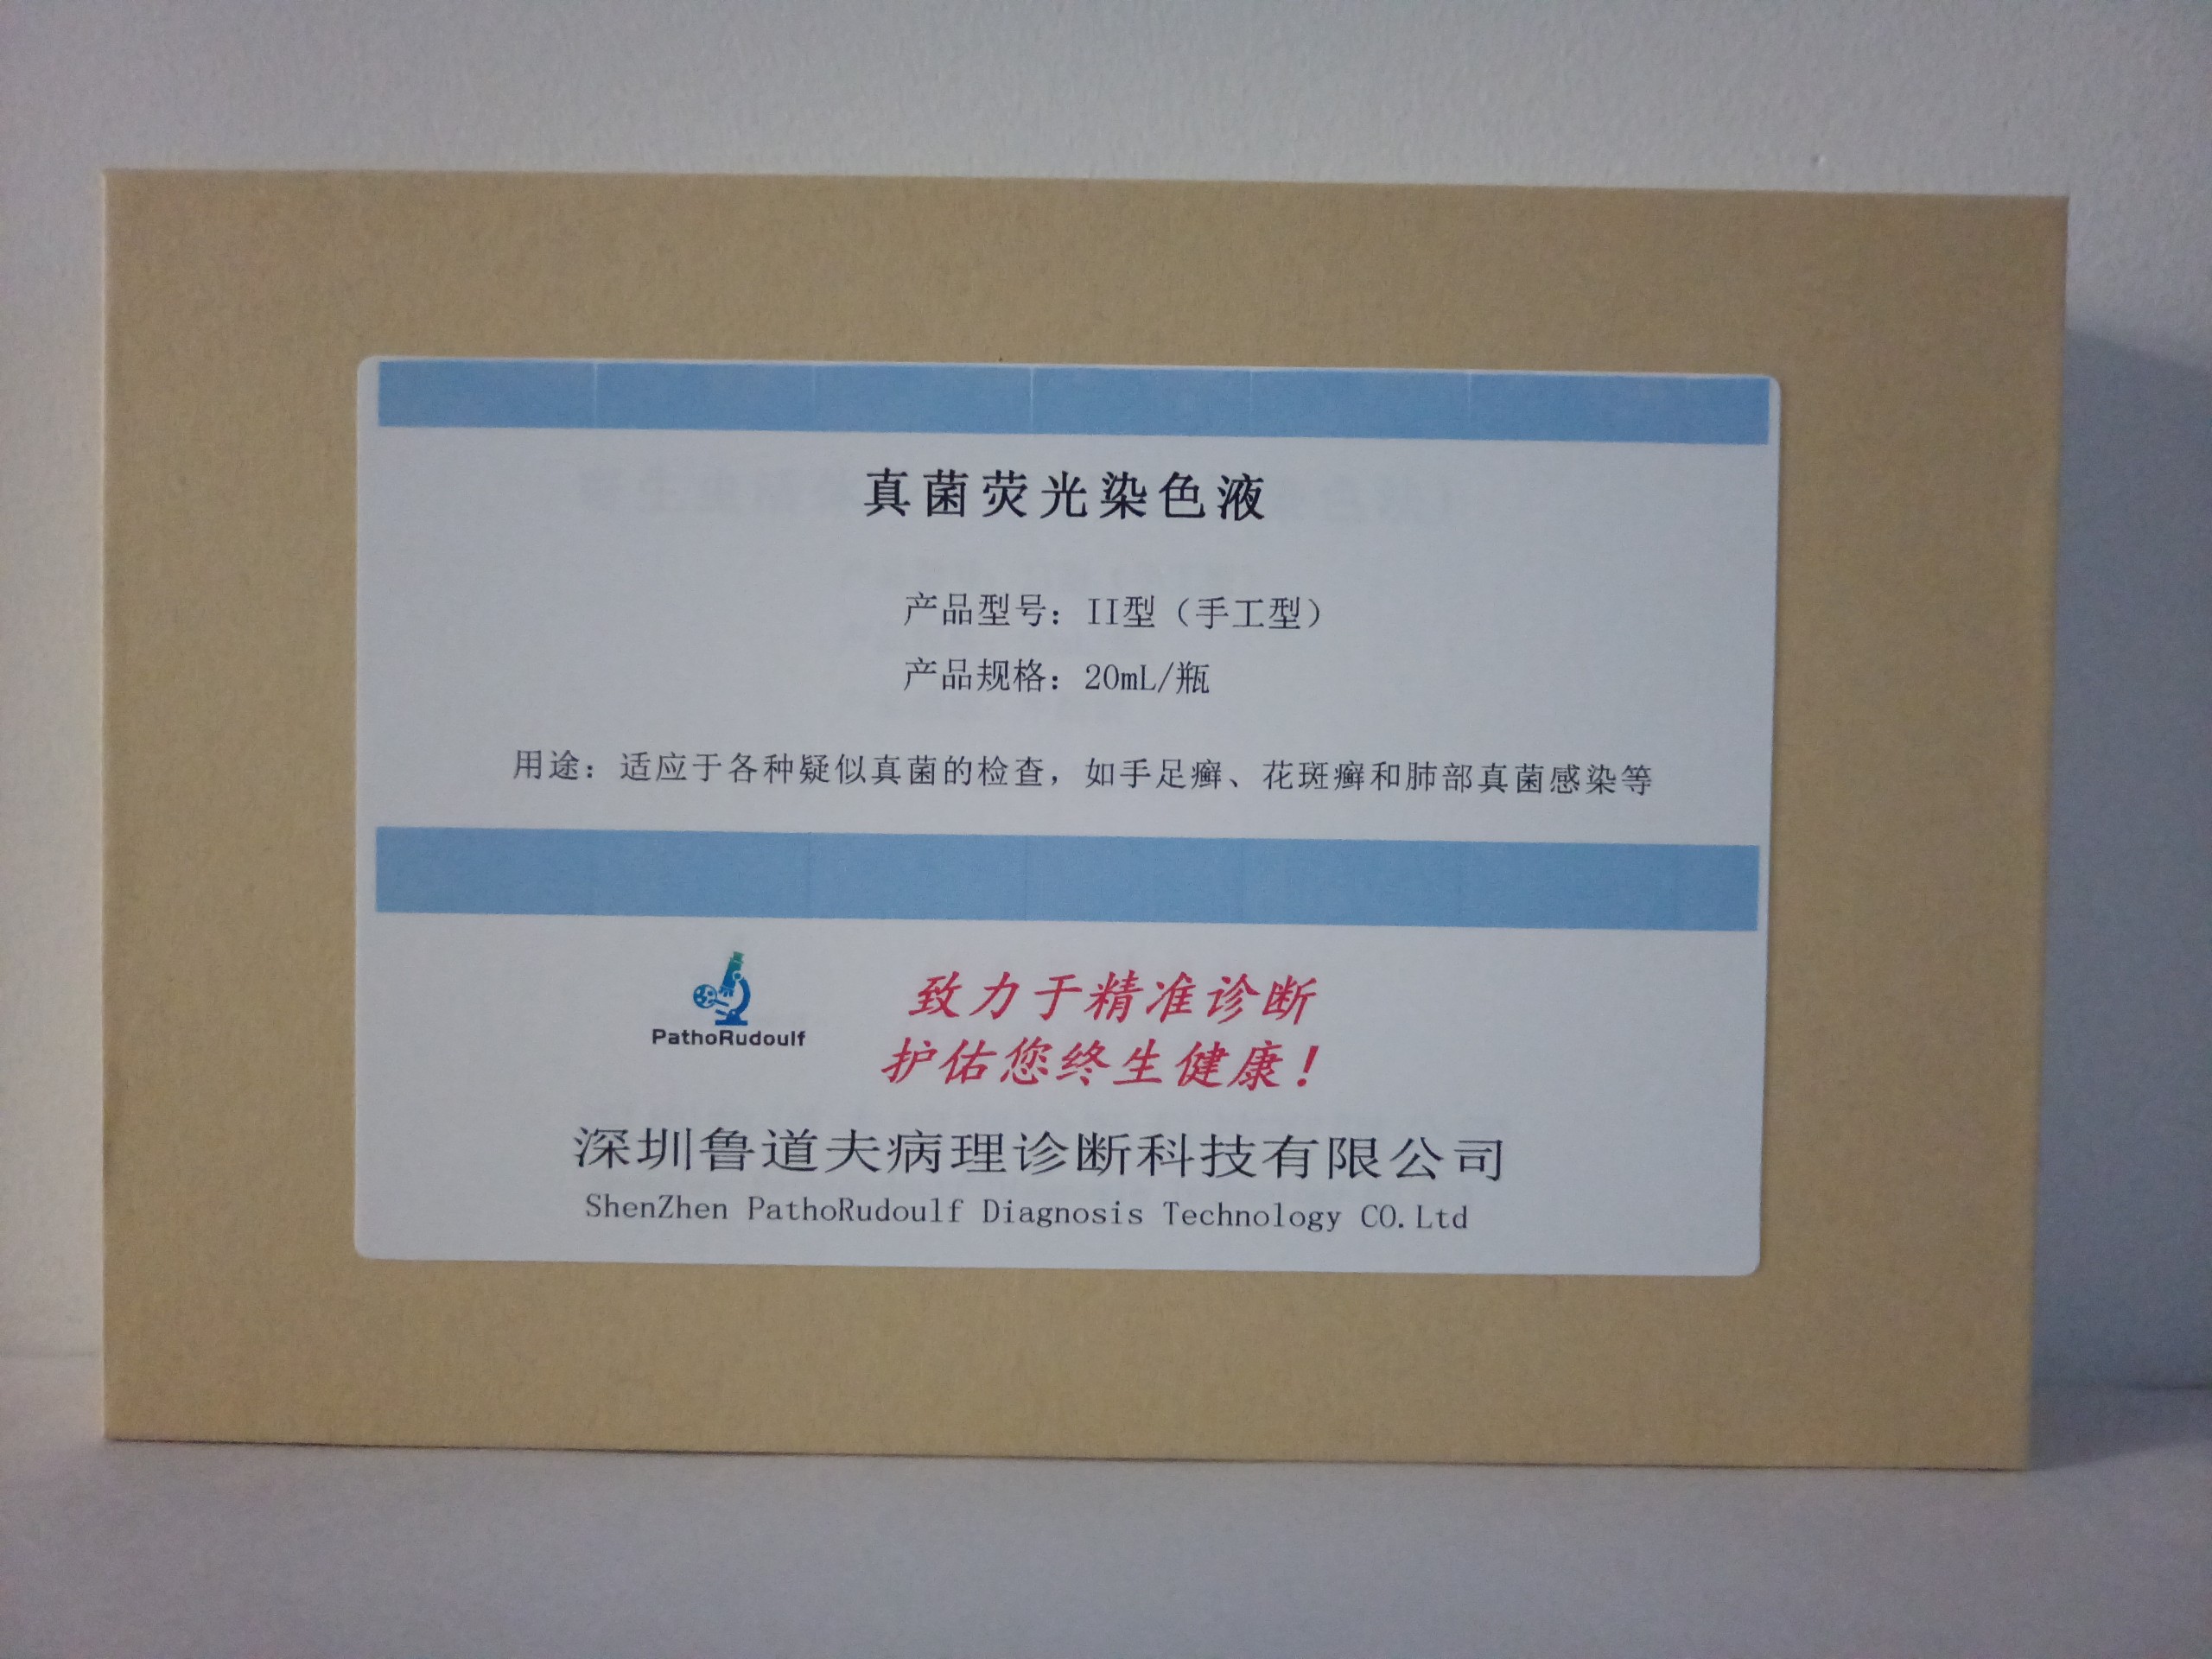 真菌荧光染色液
产品型号：II型（手工型）
产品规格：20mL/瓶
用途：适应于各种疑似真菌的检查，如手足癣、花斑癣和肺部真菌感染等
PathoRudoulf
致力于精准诊断
护佑您终生健康！
深圳鲁道夫病理诊断科技有限公司
ShenZhen PathoRudoulf Diagnosis Technology CO.Ltd